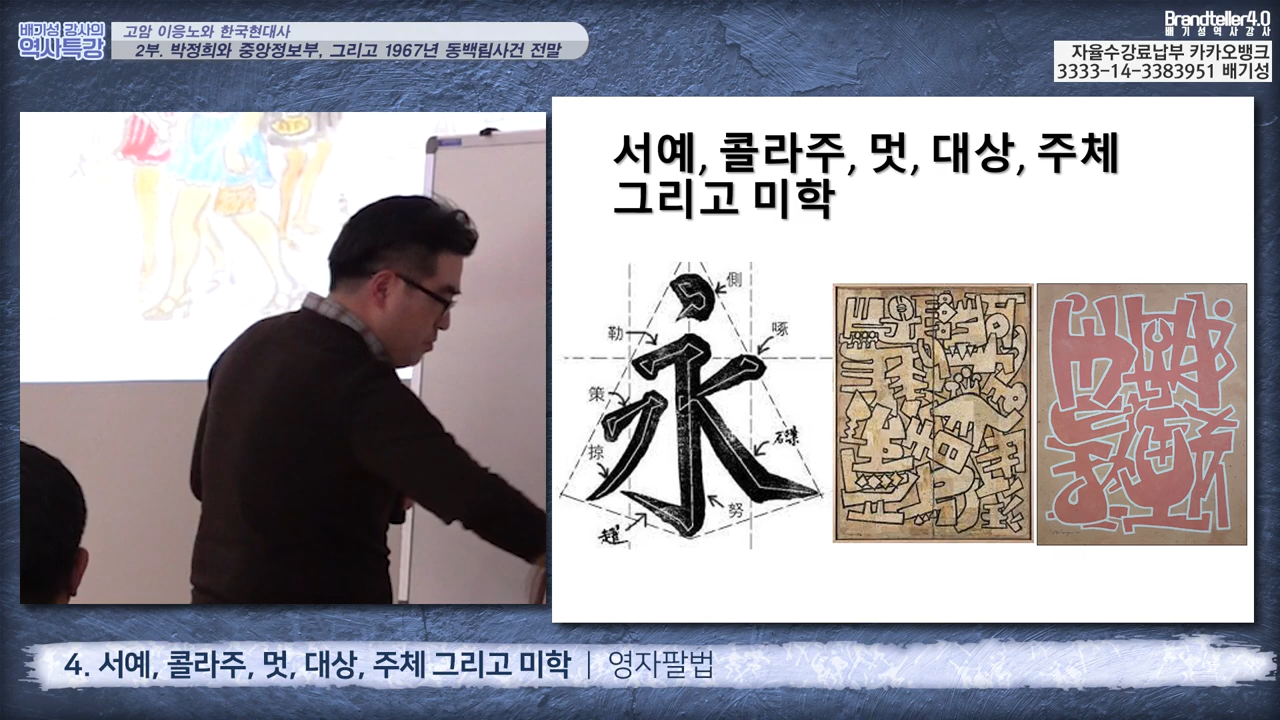 배기성 강사의
역사특강
고암 이응노와 한국현대사
2부. 박정희와 중앙정보부, 그리고 1967년 동백림사건 전말
Brandteller4.0
배기성역사강사
자율수강료납부 카카오뱅크
3333-14-3383951 배기성
서예, 콜라주, 멋, 대상, 주체
그리고 미학
側
勒
啄
策
永
磔
掠
努
趯
4. 서예, 콜라주, 멋, 대상, 주체 그리고 미학 | 영자팔법